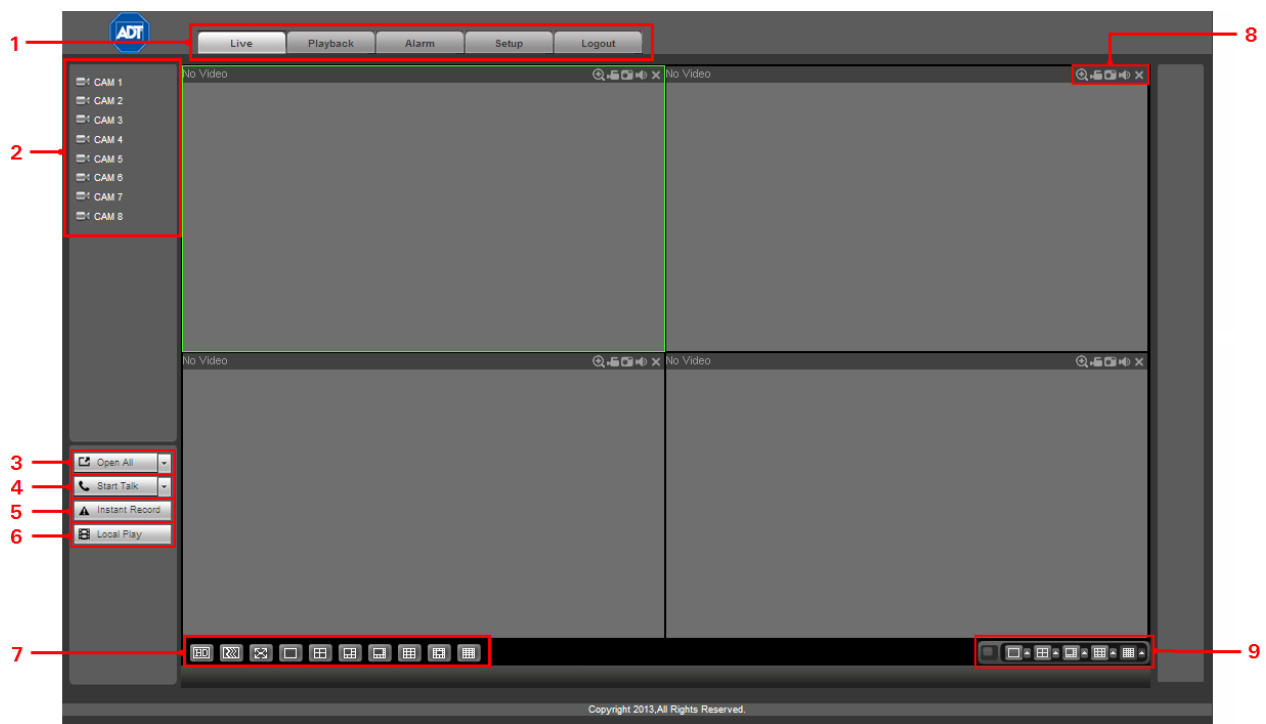 ADT
1
Live Playback Alarm Setup Logout
8
No Video
No Video
CAM 1
CAM 2
CAM 3
CAM 4
CAM 5
CAM 6
CAM 7
CAM 8
2
No Video
No Video
3
Open All
4
Start Talk
5
Instant Record
6
Local Play
7
HD
9
Copyright 2013,All Rights Reserved.